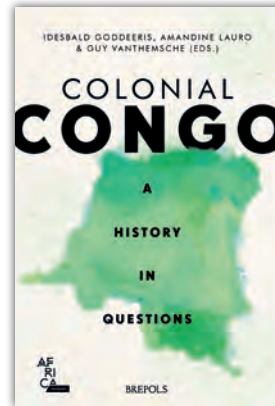 IDESBALD GODDEERIS, AMANDINE LAURO
& GUY VANTHEMSCHE (EDS.)
COLONIAL
CONGO
A
HISTORY
IN
QUESTIONS
AF
RI
CA
BREPOLS